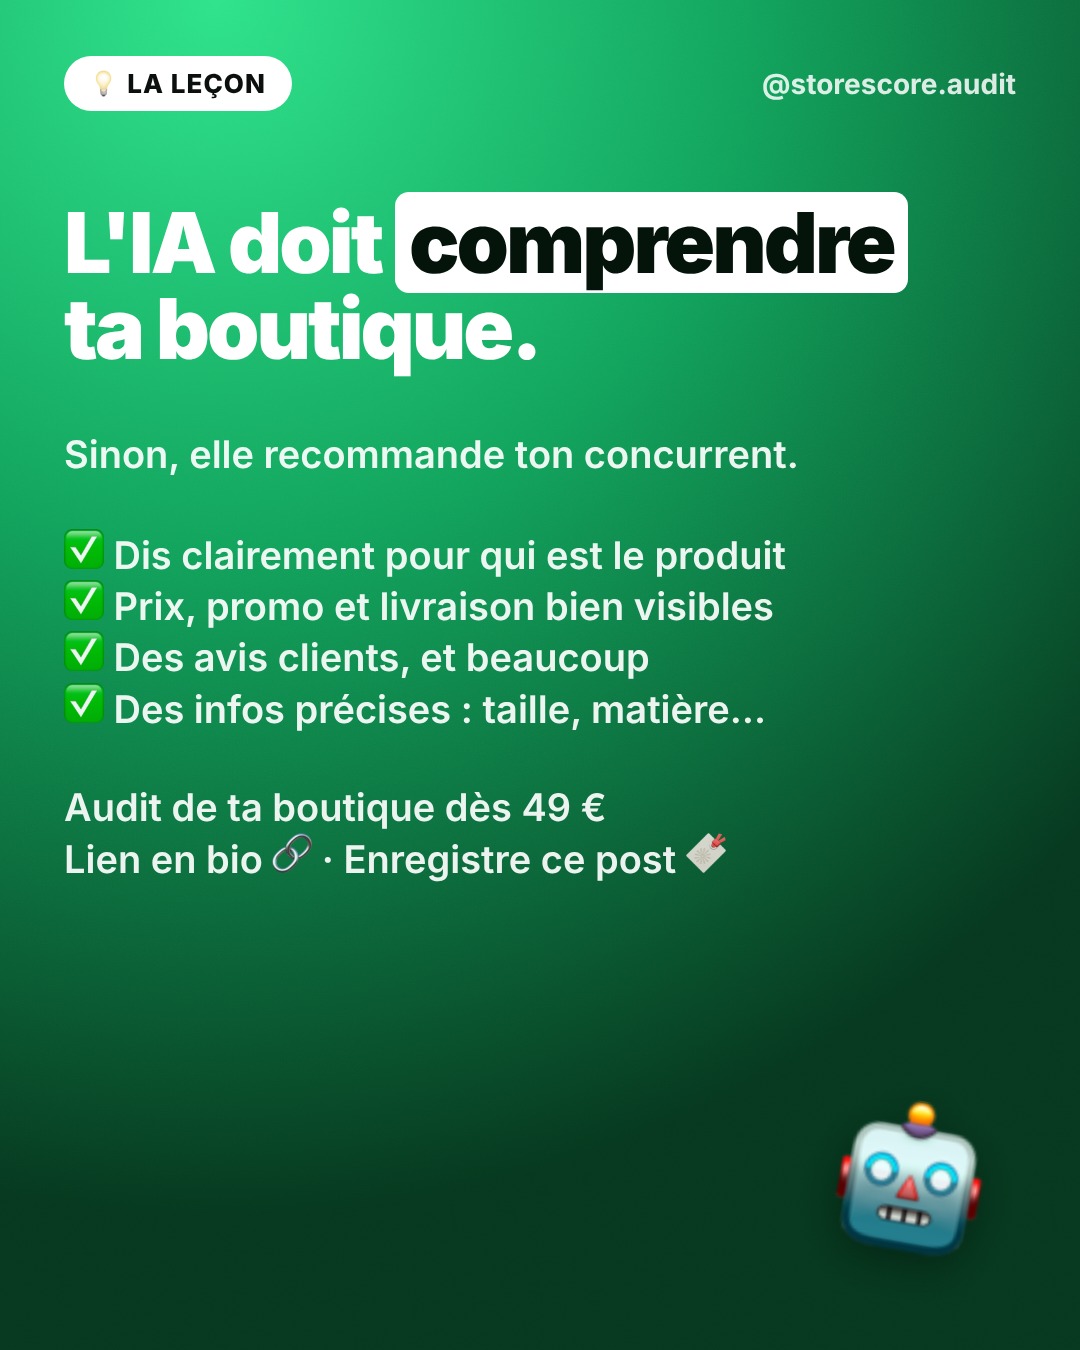 💡 LA LEÇON
@storescore.audit
L'IA doit comprendre
ta boutique.
Sinon, elle recommande ton concurrent.
✅ Dis clairement pour qui est le produit
✅ Prix, promo et livraison bien visibles
✅ Des avis clients, et beaucoup
✅ Des infos précises : taille, matière…
Audit de ta boutique dès 49 €
Lien en bio 🔗 · Enregistre ce post 🔖